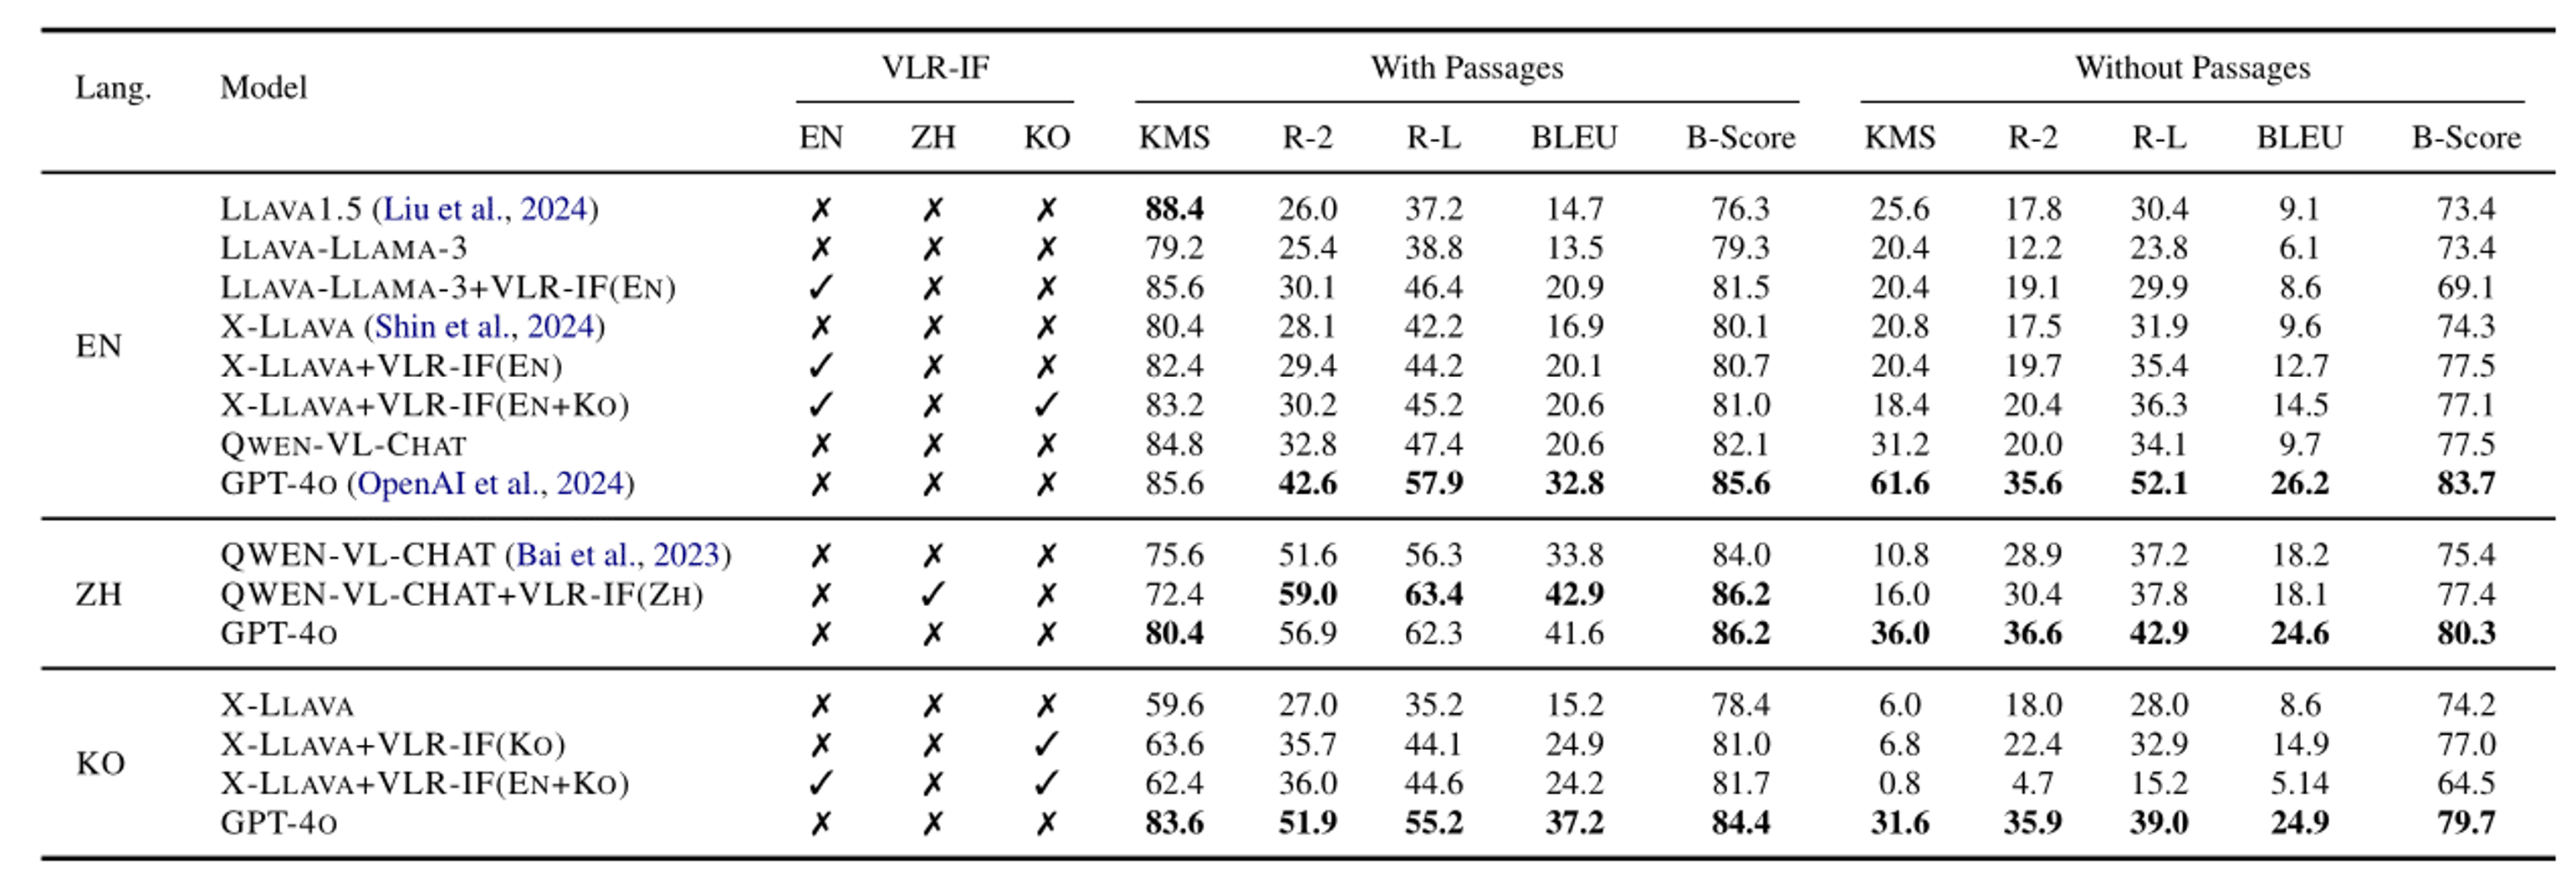 VLR-IF With Passages Without Passages
Lang. Model
EN ZH KO KMS R-2 R-L BLEU B-Score KMS R-2 R-L BLEU B-Score
LLAVA1.5 (Liu et al., 2024) ✗ ✗ ✗ 88.4 26.0 37.2 14.7 76.3 25.6 17.8 30.4 9.1 73.4
LLAVA-LLAMA-3 ✗ ✗ ✗ 79.2 25.4 38.8 13.5 79.3 20.4 12.2 23.8 6.1 73.4
LLAVA-LLAMA-3+VLR-IF(EN) ✓ ✗ ✗ 85.6 30.1 46.4 20.9 81.5 20.4 19.1 29.9 8.6 69.1
X-LLAVA (Shin et al., 2024) ✗ ✗ ✗ 80.4 28.1 42.2 16.9 80.1 20.8 17.5 31.9 9.6 74.3
EN
X-LLAVA+VLR-IF(EN) ✓ ✗ ✗ 82.4 29.4 44.2 20.1 80.7 20.4 19.7 35.4 12.7 77.5
X-LLAVA+VLR-IF(EN+KO) ✓ ✗ ✓ 83.2 30.2 45.2 20.6 81.0 18.4 20.4 36.3 14.5 77.1
QWEN-VL-CHAT ✗ ✗ ✗ 84.8 32.8 47.4 20.6 82.1 31.2 20.0 34.1 9.7 77.5
GPT-4O (OpenAI et al., 2024) ✗ ✗ ✗ 85.6 42.6 57.9 32.8 85.6 61.6 35.6 52.1 26.2 83.7
QWEN-VL-CHAT (Bai et al., 2023) ✗ ✗ ✗ 75.6 51.6 56.3 33.8 84.0 10.8 28.9 37.2 18.2 75.4
ZH QWEN-VL-CHAT+VLR-IF(ZH) ✗ ✓ ✗ 72.4 59.0 63.4 42.9 86.2 16.0 30.4 37.8 18.1 77.4
GPT-4O ✗ ✗ ✗ 80.4 56.9 62.3 41.6 86.2 36.0 36.6 42.9 24.6 80.3
X-LLAVA ✗ ✗ ✗ 59.6 27.0 35.2 15.2 78.4 6.0 18.0 28.0 8.6 74.2
X-LLAVA+VLR-IF(KO) ✗ ✗ ✓ 63.6 35.7 44.1 24.9 81.0 6.8 22.4 32.9 14.9 77.0
KO
X-LLAVA+VLR-IF(EN+KO) ✓ ✗ ✓ 62.4 36.0 44.6 24.2 81.7 0.8 4.7 15.2 5.14 64.5
GPT-4O ✗ ✗ ✗ 83.6 51.9 55.2 37.2 84.4 31.6 35.9 39.0 24.9 79.7